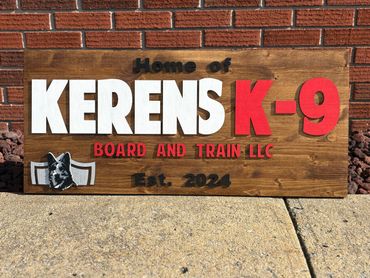 Home of
KERENS K-9
BOARD AND TRAIN LLC
Est. 2024